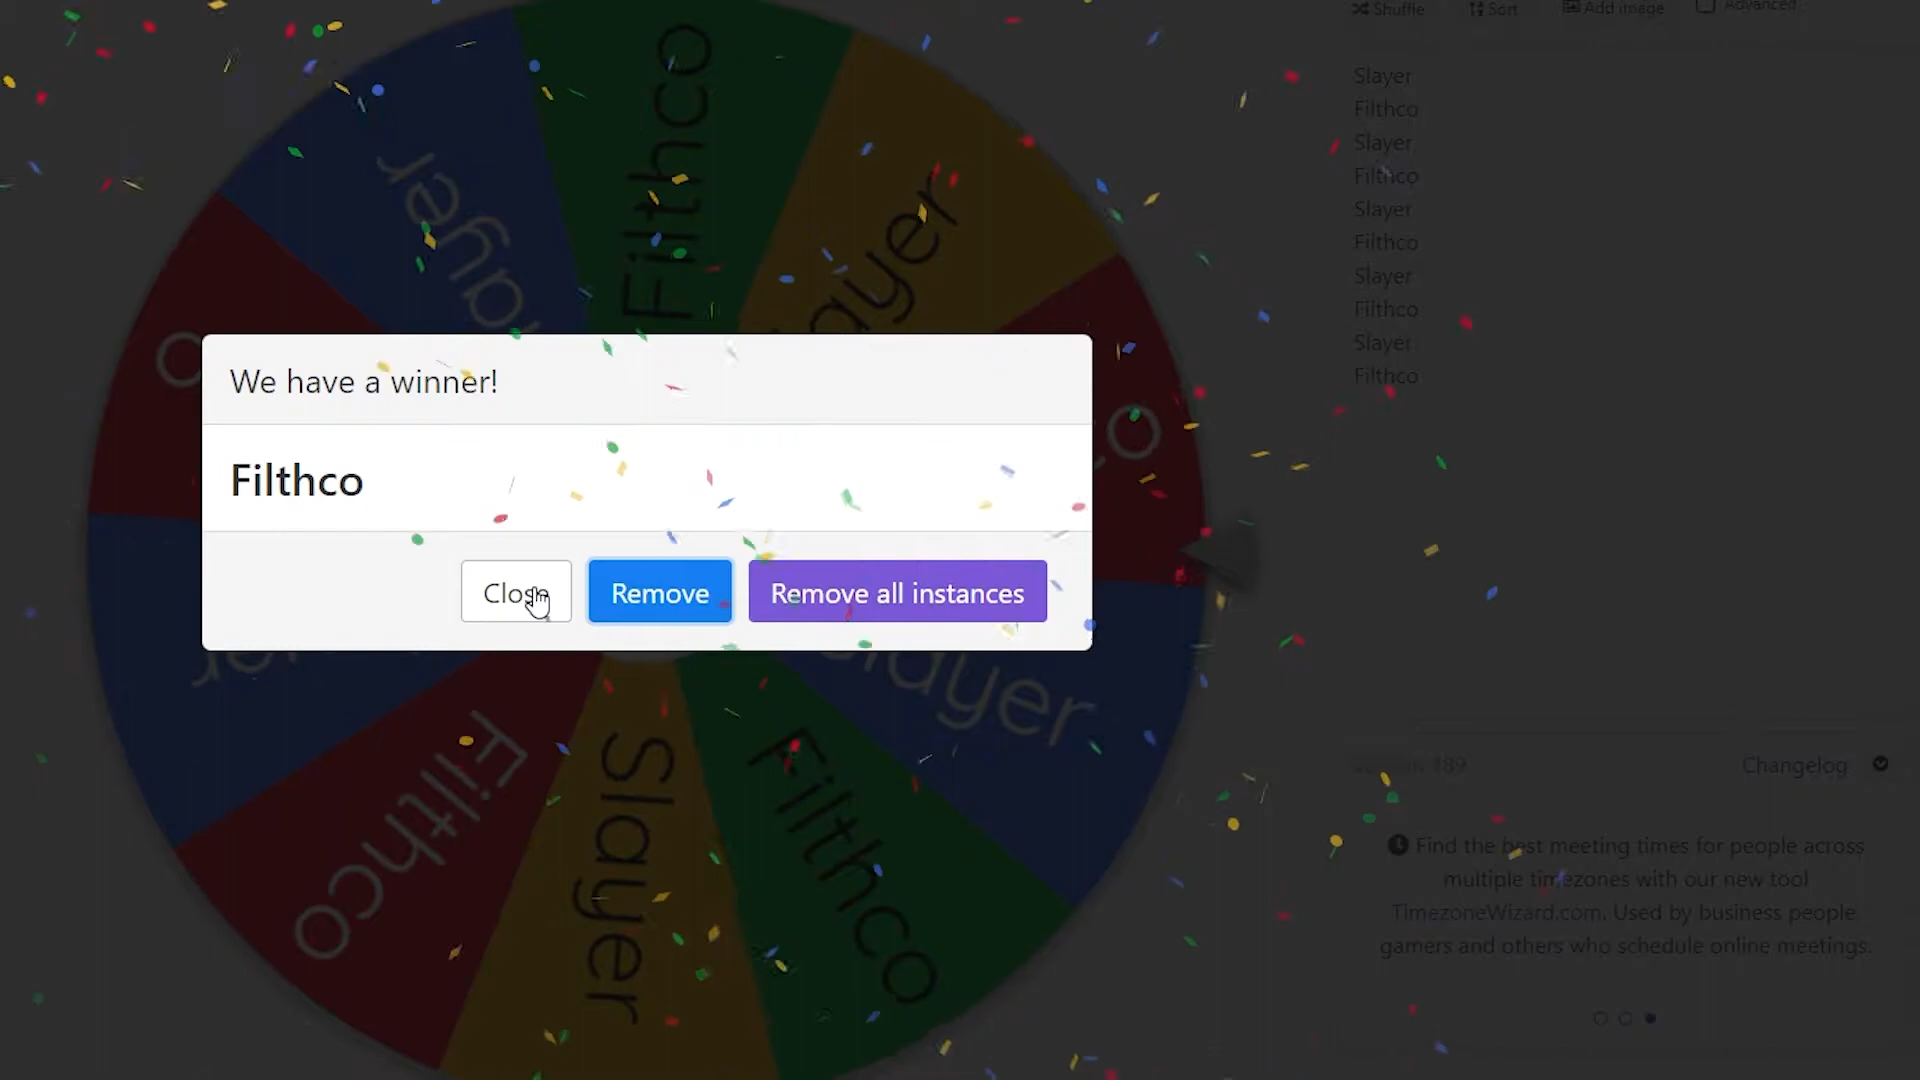 Shuffle
Sort
Add image
Advanced
Slayer
Filthco
Slayer
Filthco
Slayer
Filthco
Slayer
Filthco
Slayer
Filthco
Filthco
Slayer
We have a winner!
Filthco
Close
Remove
Remove all instances
Slayer
Filthco
Slayer
Filthco
189
Changelog
Find the best meeting times for people across
multiple timezones with our new tool
TimezoneWizard.com. Used by business people,
gamers and others who schedule online meetings.